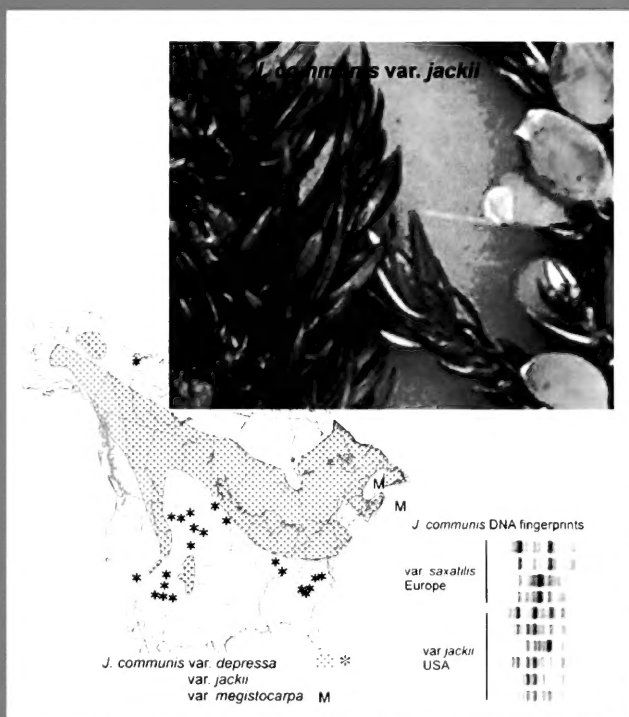 J. communis var. jackii
M
M
J communis DNA fingerprints
var. saxatilis
Europe
var jackii
USA
J. communis var. depressa
var. jackii
var megistocarpa M